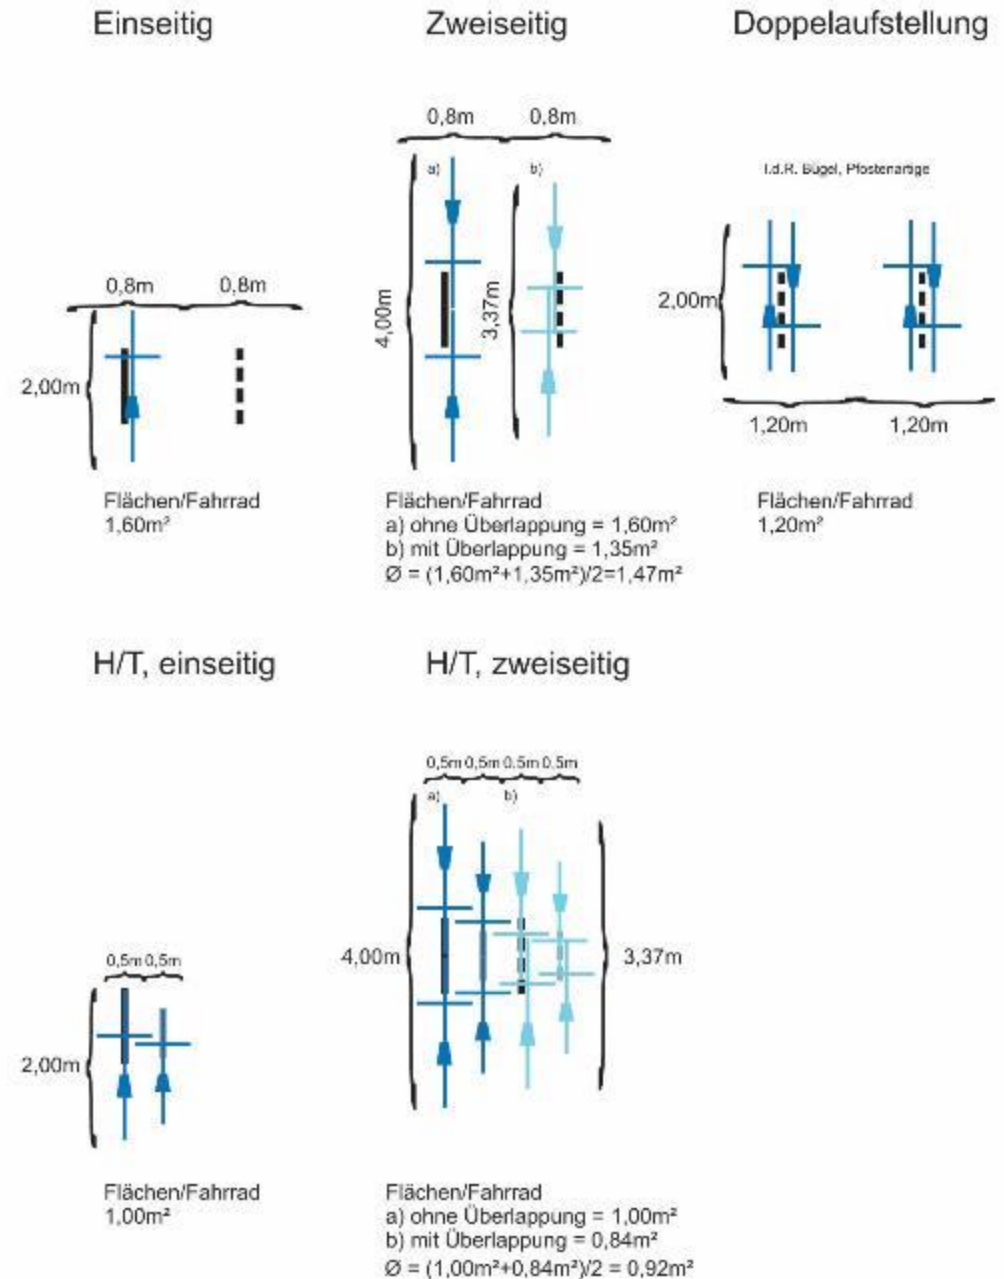 Einseitig
Zweiseitig
Doppelaufstellung
0,8m
0,8m
2,00m
Flächen/Fahrrad
1,60m²
0,8m
0,8m
a)
b)
4,00m
3,37m
Flächen/Fahrrad
a) ohne Überlappung = 1,60m²
b) mit Überlappung = 1,35m²
Ø = (1,60m²+1,35m²)/2=1,47m²
I.d.R. Bügel, Pfostenartige
2,00m
1,20m
1,20m
Flächen/Fahrrad
1,20m²
H/T, einseitig
H/T, zweiseitig
0,5m 0,5m
2,00m
Flächen/Fahrrad
1,00m²
0,5m 0,5m 0,5m 0,5m
a)
b)
4,00m
3,37m
Flächen/Fahrrad
a) ohne Überlappung = 1,00m²
b) mit Überlappung = 0,84m²
Ø = (1,00m²+0,84m²)/2 = 0,92m²